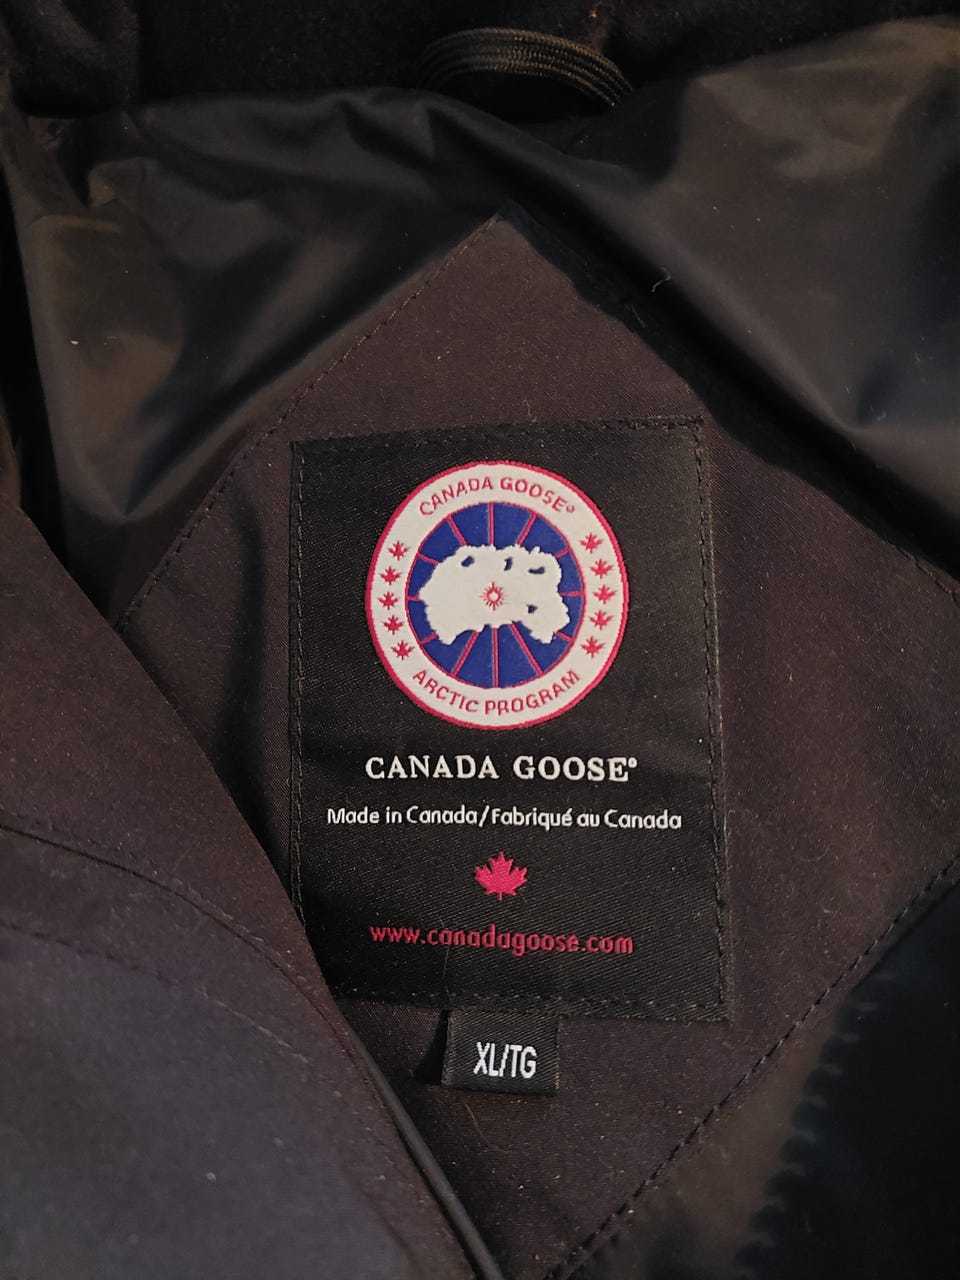 CANADA GOOSE®
ARCTIC PROGRAM
CANADA GOOSE®
Made in Canada/Fabriqué au Canada
www.canadagoose.com
XL/TG